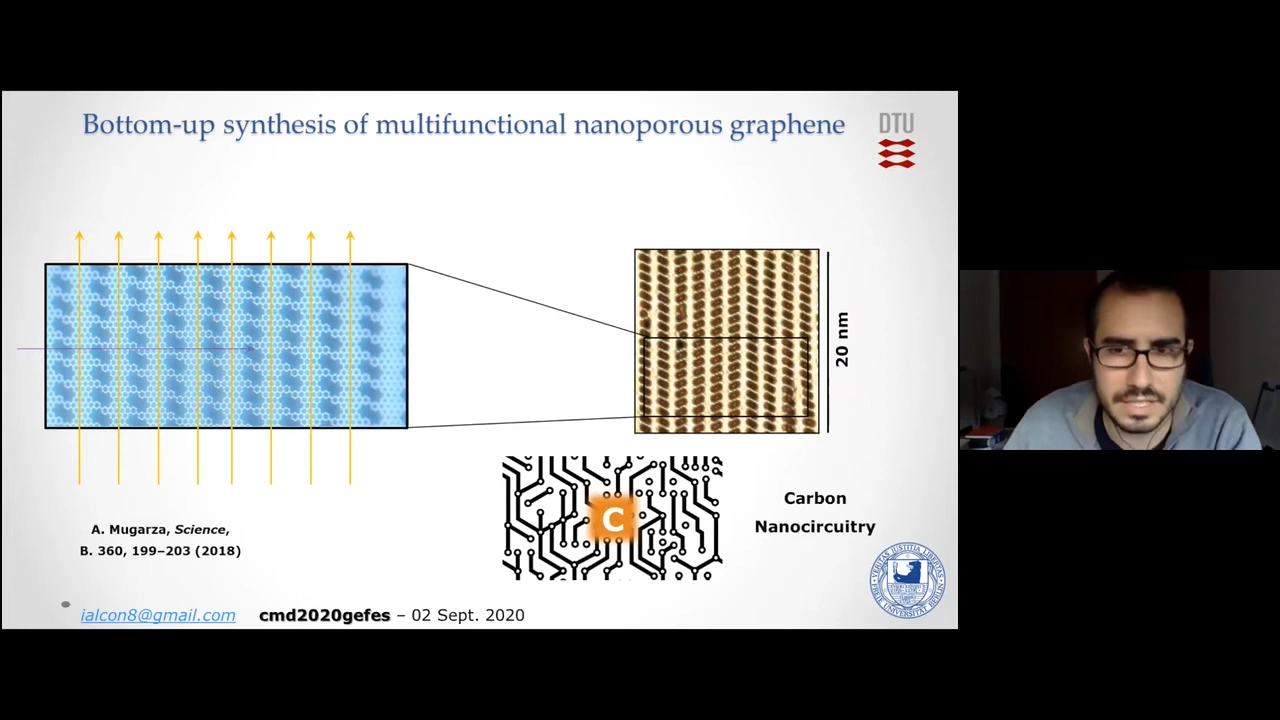 Bottom-up synthesis of multifunctional nanoporous graphene
DTU
20 nm
C
Carbon
Nanocircuitry
A. Mugarza, Science,
B. 360, 199–203 (2018)
ialcon8@gmail.com cmd2020gefes – 02 Sept. 2020